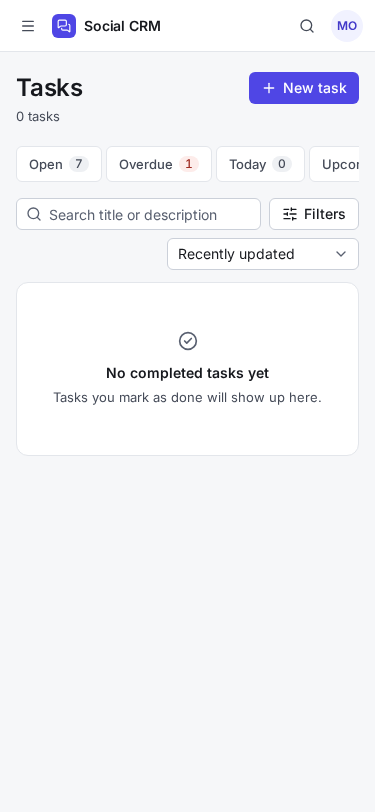 Social CRM
MO
Tasks
New task
0 tasks
Open 7
Overdue 1
Today 0
Upcor
Search title or description
Filters
Recently updated
No completed tasks yet
Tasks you mark as done will show up here.